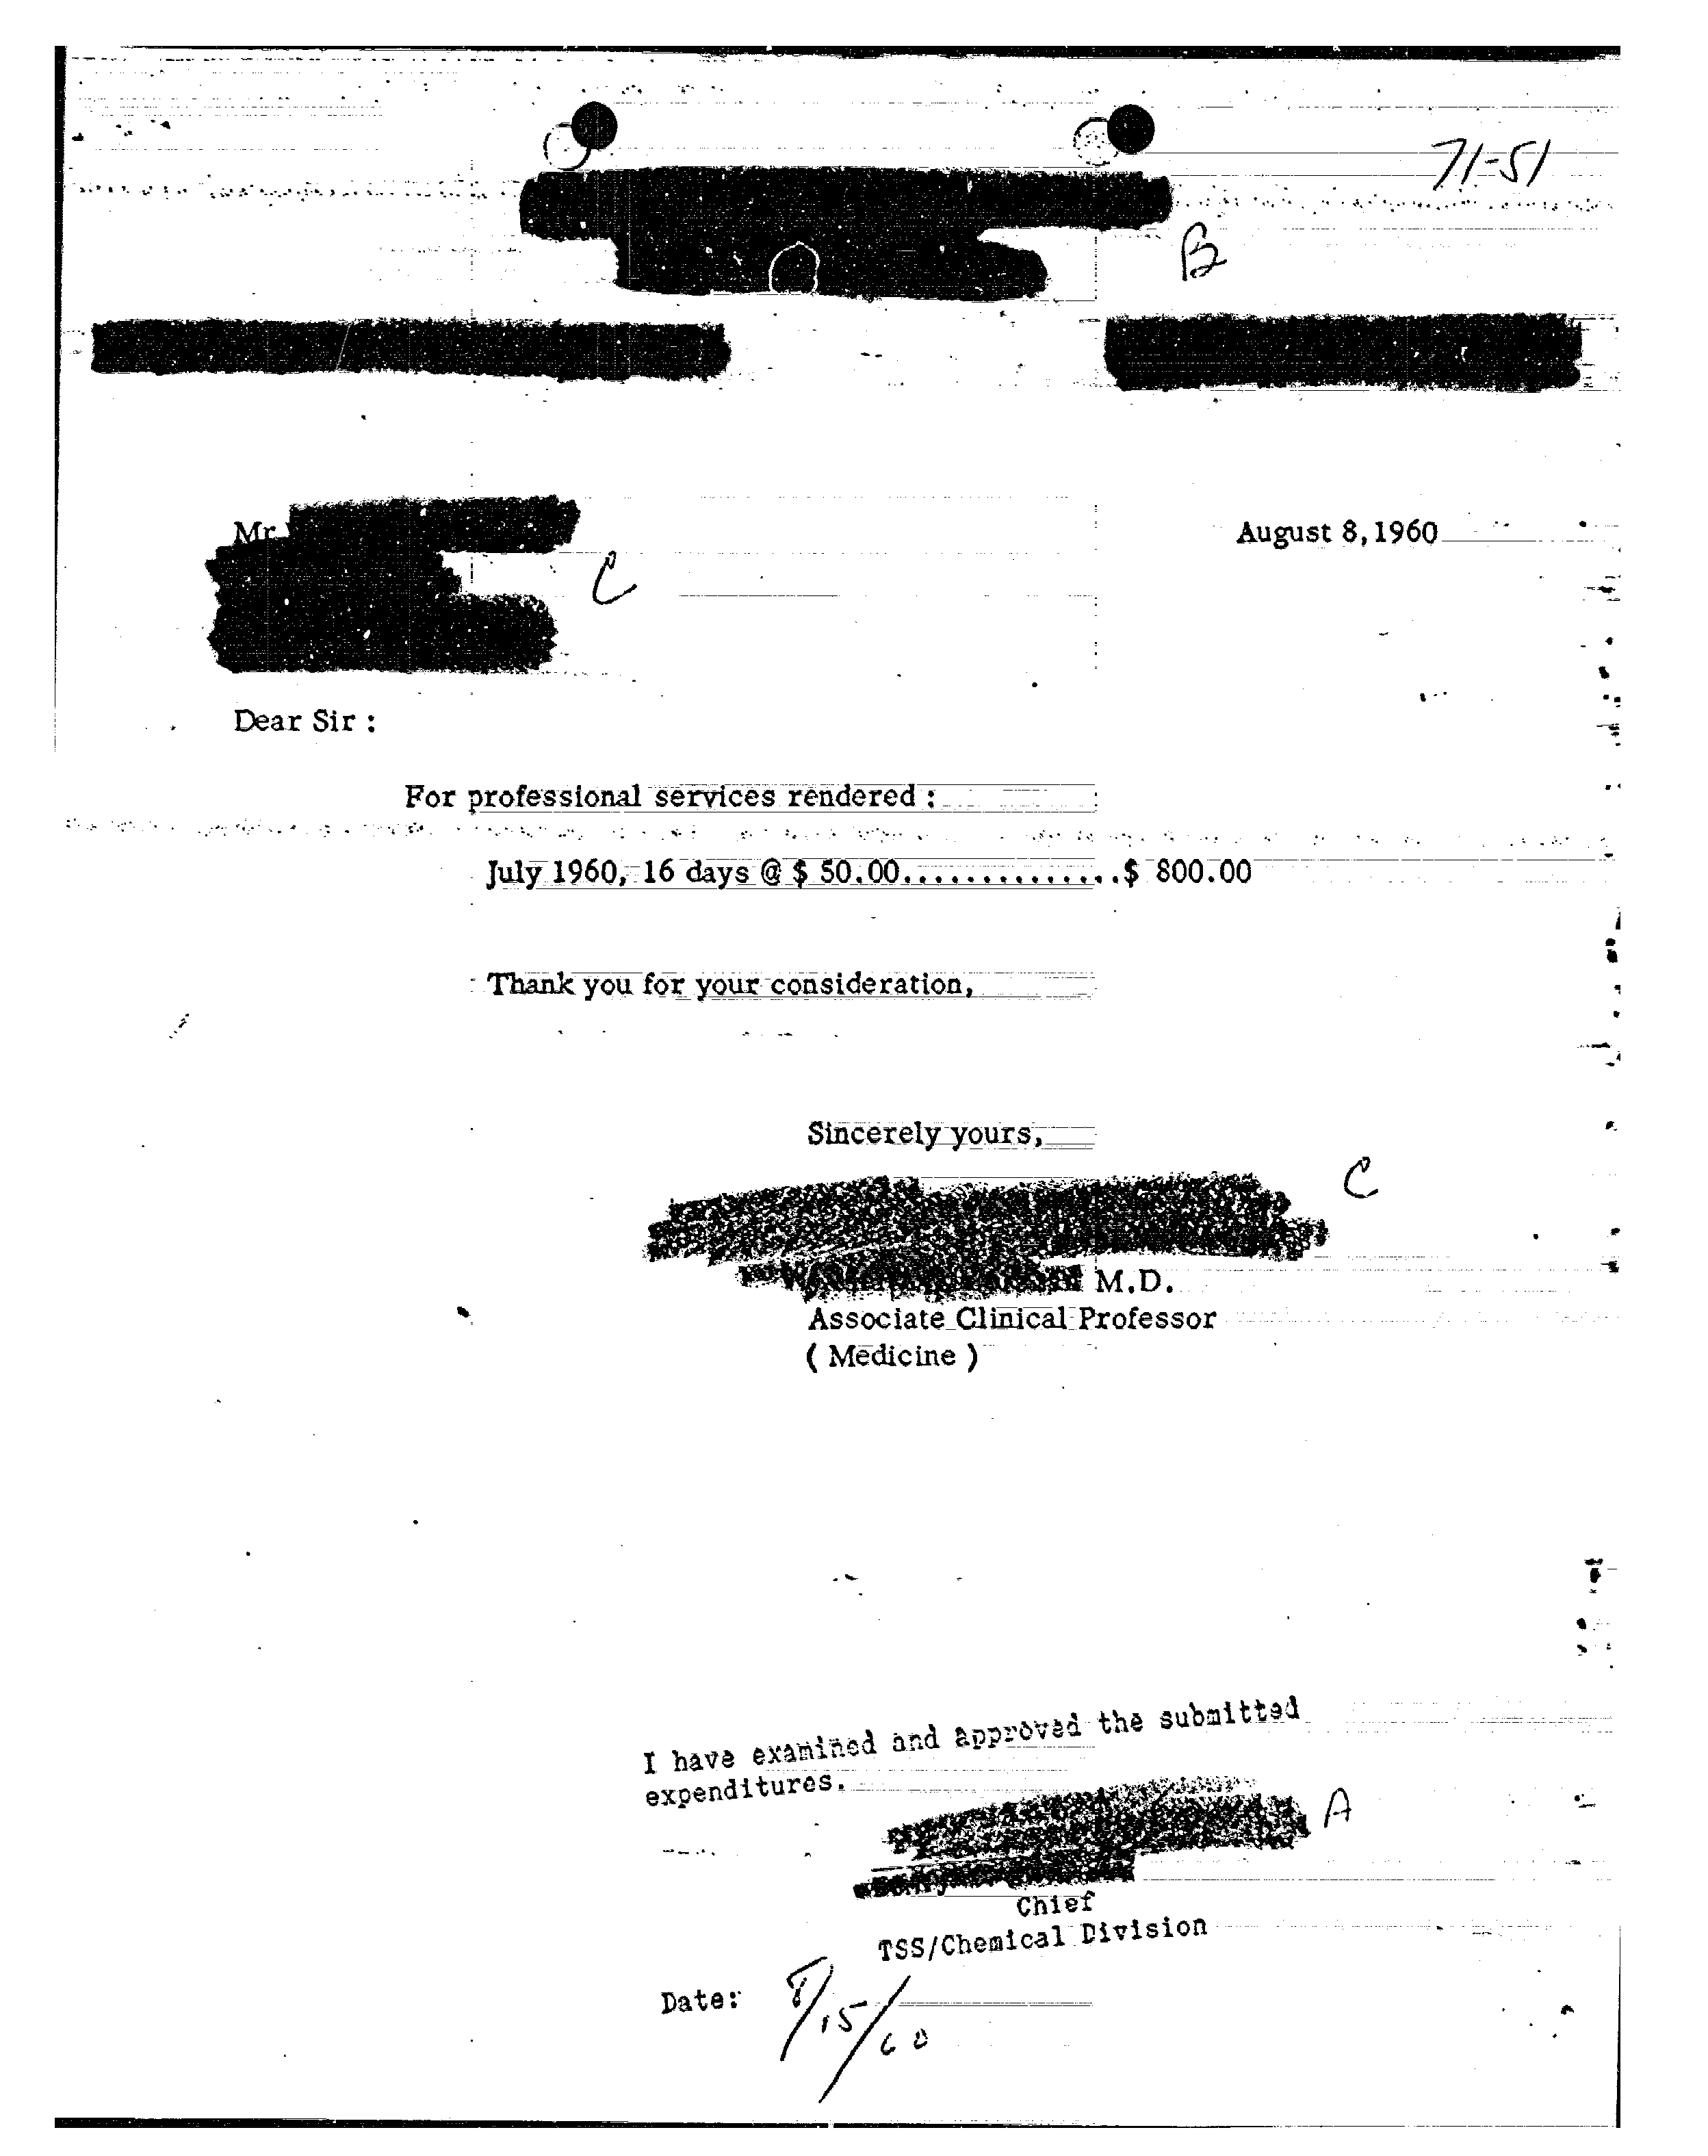 71-51
B
Mr
August 8, 1960
C
Dear Sir :
For professional services rendered :
July 1960, 16 days @ $ 50.00..............$ 800.00
Thank you for your consideration,
Sincerely yours,
C
M.D.
Associate Clinical Professor
( Medicine )
I have examined and approved the submitted
expenditures.
A
Chief
TSS/Chemical Division
Date: 8/15/60